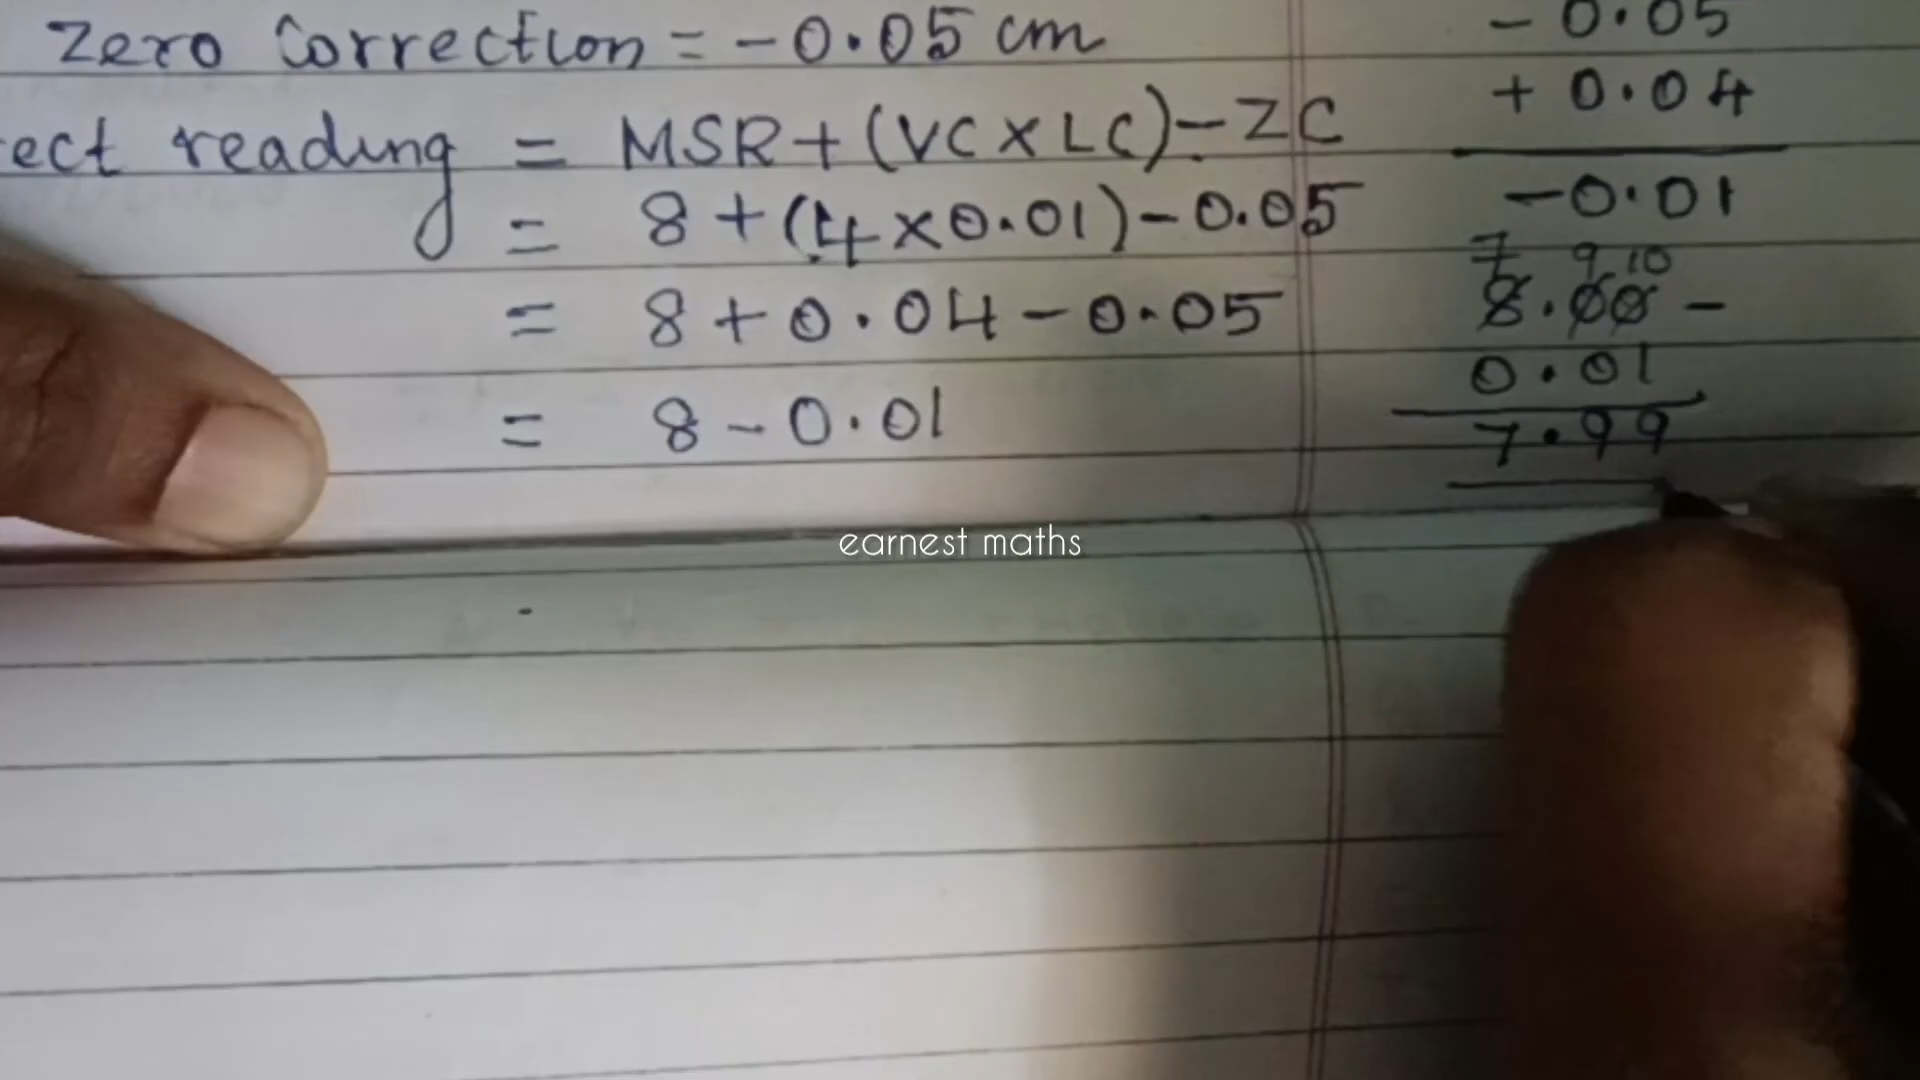 Zero Correction = -0.05 cm
ect reading = MSR + (VC X LC) - ZC
= 8 + (4 x 0.01) - 0.05
= 8 + 0.04 - 0.05
= 8 - 0.01
- 0.05
+ 0.04
-0.01
7 9 10
8.00 -
0.01
7.99
earnest maths